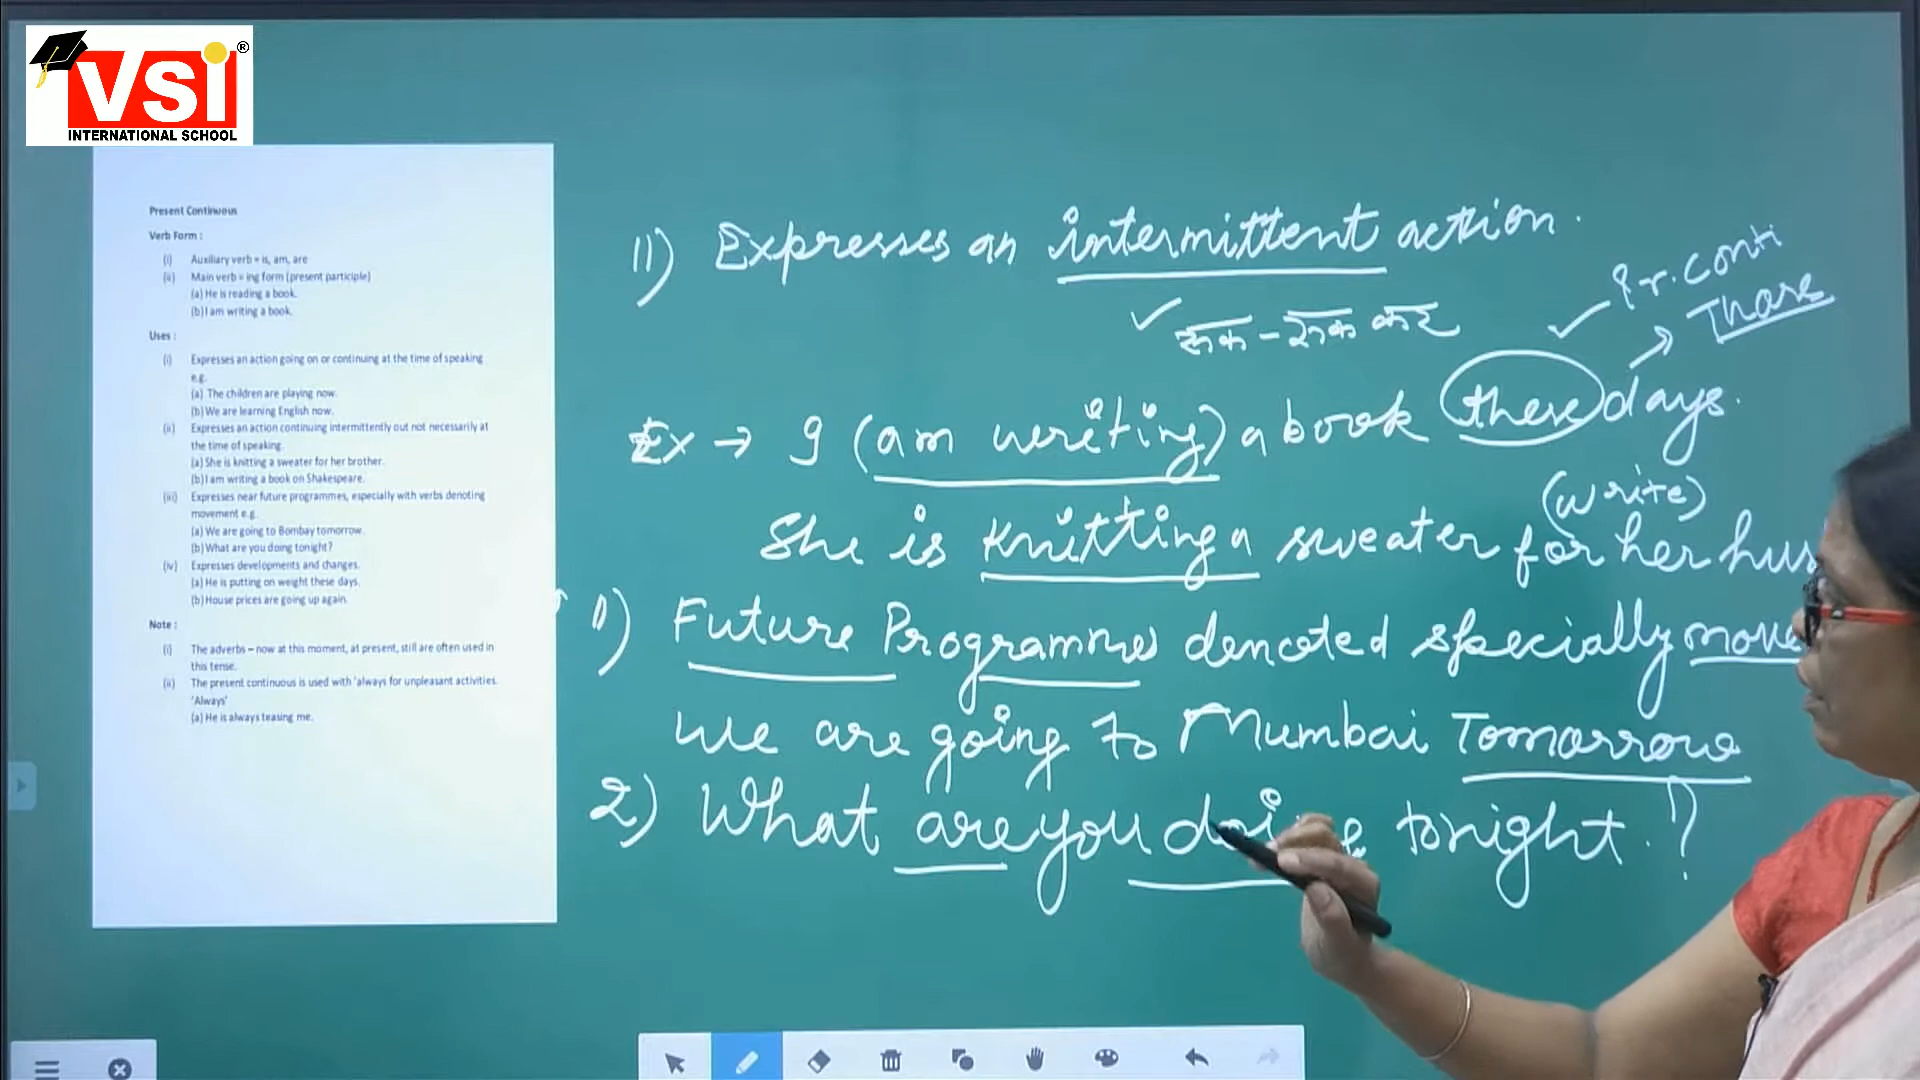 VSI ®
INTERNATIONAL SCHOOL
Present Continuous
Verb Form :
(i) Auxiliary verb = is, am, are
(ii) Main verb = ing form (present participle)
(a) He is reading a book.
(b) I am writing a book.
Uses :
(i) Expresses an action going on or continuing at the time of speaking
e.g.
(a) The children are playing now.
(b) We are learning English now.
(ii) Expresses an action continuing intermittently out not necessarily at
the time of speaking.
(a) She is knitting a sweater for her brother.
(b) I am writing a book on Shakespeare.
(iii) Expresses near future programmes, especially with verbs denoting
movement e.g.
(a) We are going to Bombay tomorrow.
(b) What are you doing tonight?
(iv) Expresses developments and changes.
(a) He is putting on weight these days.
(b) House prices are going up again.
Note :
(i) The adverbs – now at this moment, at present, still are often used in
this tense.
(ii) The present continuous is used with 'always for unpleasant activities.
'Always'
(a) He is always teasing me.
11) Expresses an intermittent action.
Pr. conti
रुक - रुक कर
Ex → I (am writing) a book these days.
(write)
She is knitting a sweater for her hus
1) Future Programmes denoted specially move
we are going to Mumbai Tomorrow
2) What are you doing tonight.?